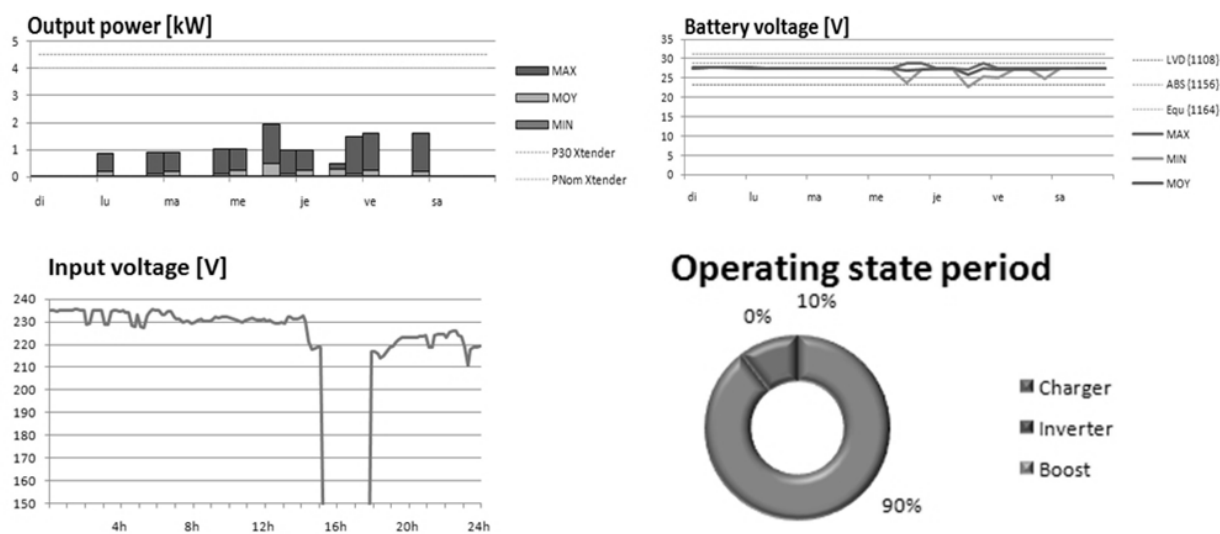 Output power [kW]
5
4
3
2
1
0
di lu ma me je ve sa
MAX
MOY
MIN
P30 Xtender
PNom Xtender
Battery voltage [V]
35
30
25
20
15
10
5
0
di lu ma me je ve sa
LVD (1108)
ABS (1156)
Equ (1164)
MAX
MIN
MOY
Input voltage [V]
240
230
220
210
200
190
180
170
160
150
4h 8h 12h 16h 20h 24h
Operating state period
0% 10%
90%
Charger
Inverter
Boost